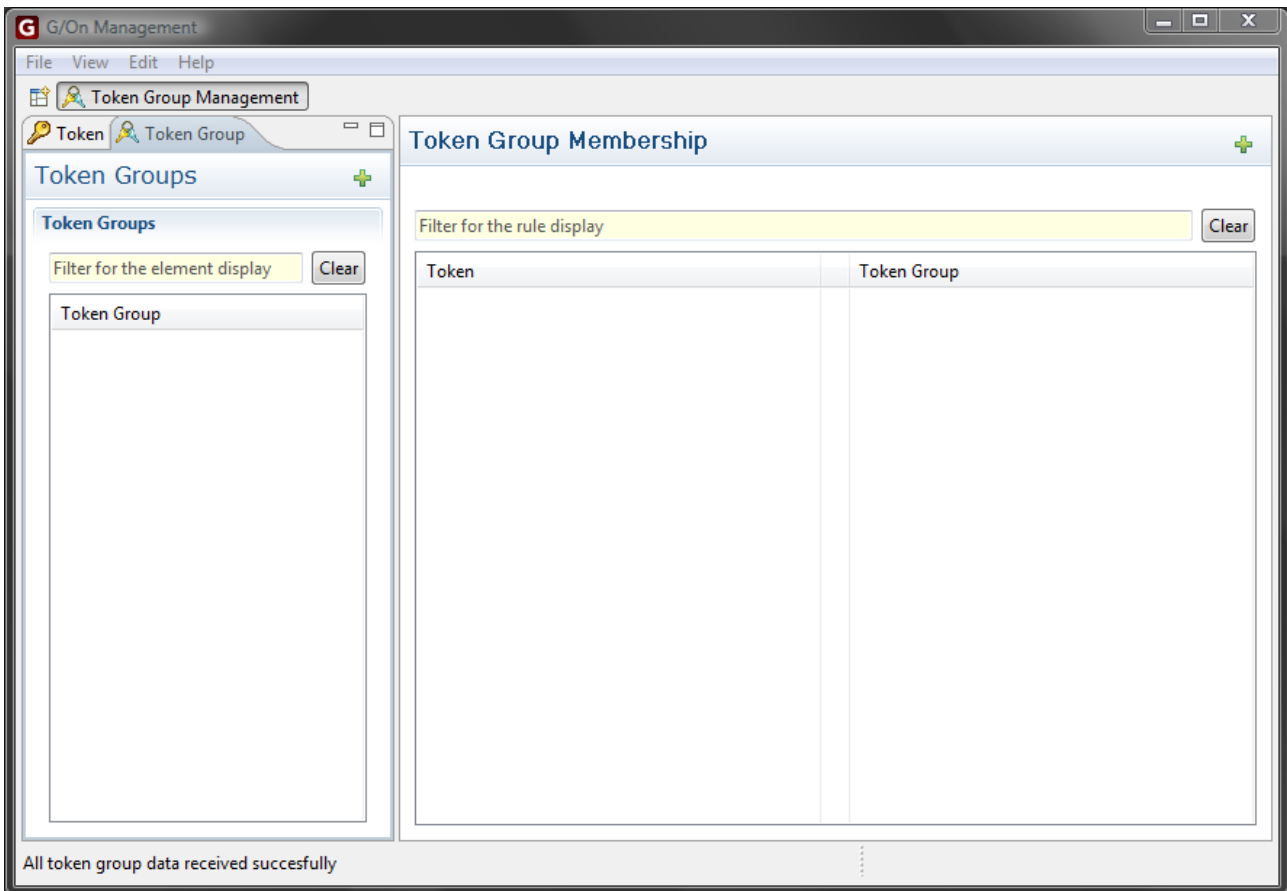 G G/On Management
File View Edit Help
Token Group Management
Token Token Group
Token Groups
Token Groups
Filter for the element display Clear
Token Group
Token Group Membership
Filter for the rule display Clear
Token Token Group
All token group data received succesfully